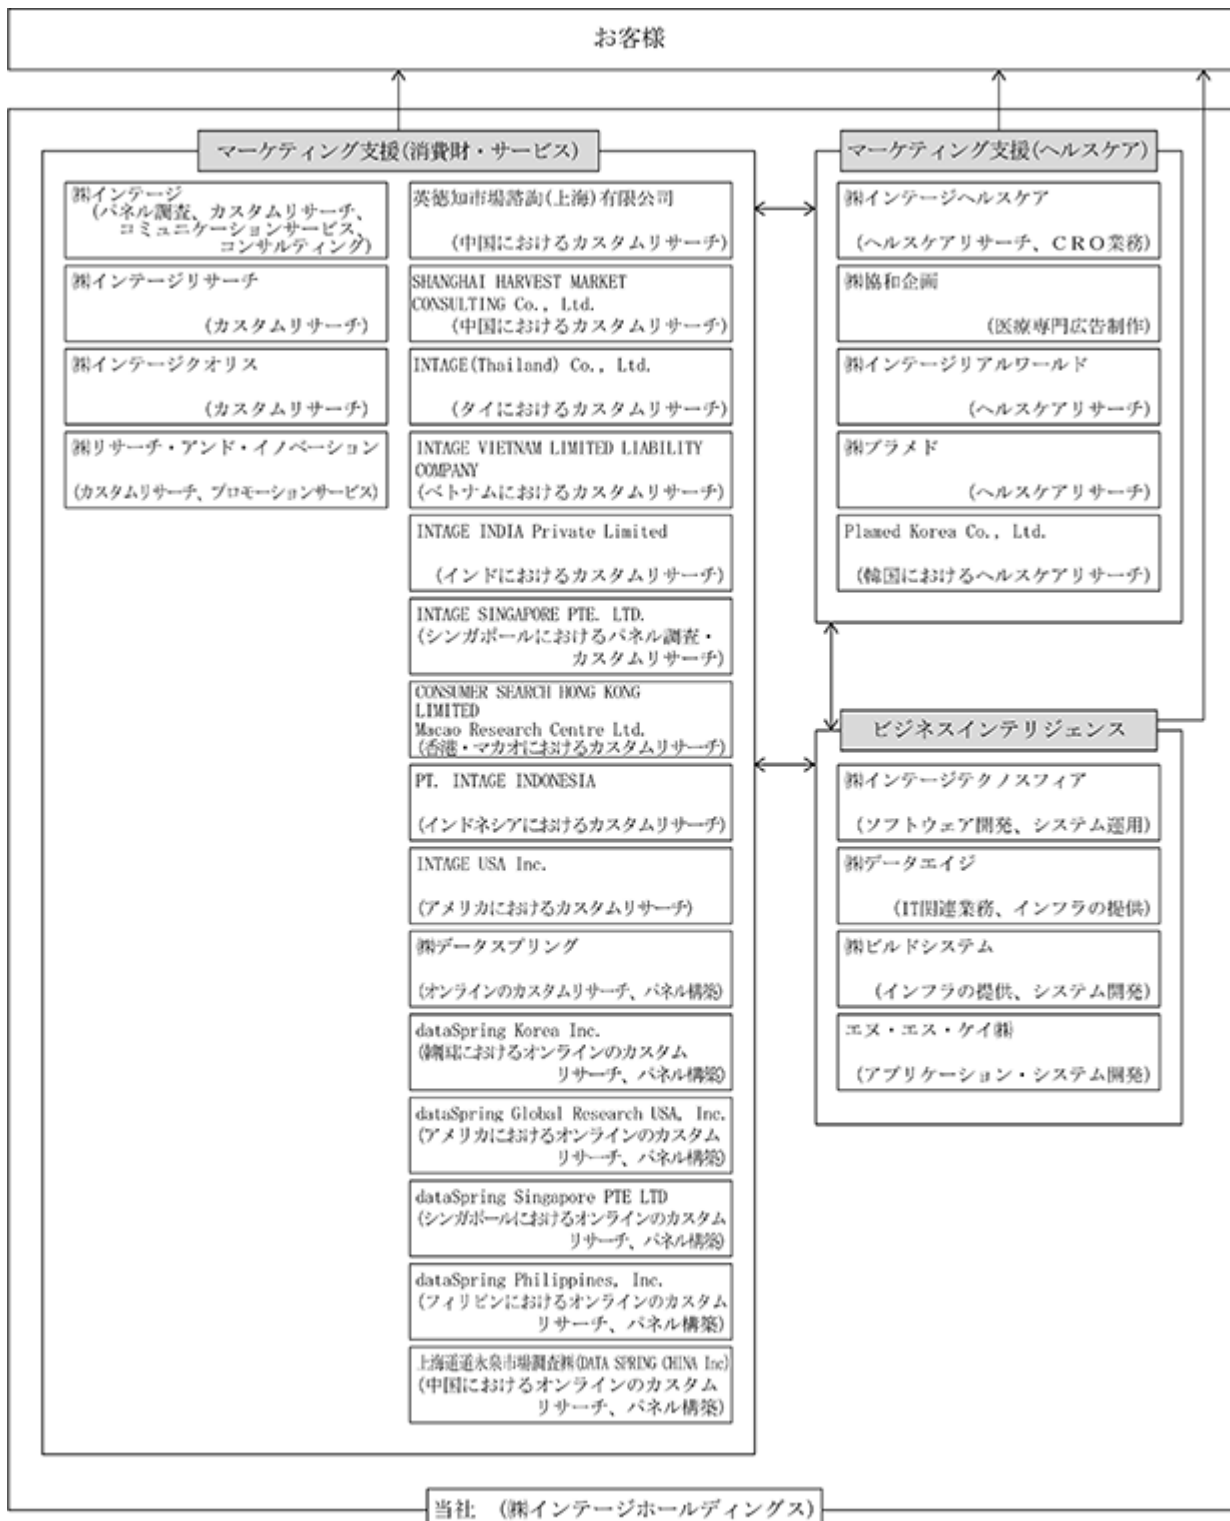 お客様
マーケティング支援(消費財・サービス)
㈱インテージ
(パネル調査、カスタムリサーチ、
コミュニケーションサービス、
コンサルティング)
㈱インテージリサーチ
(カスタムリサーチ)
㈱インテージクオリス
(カスタムリサーチ)
㈱リサーチ・アンド・イノベーション
(カスタムリサーチ、プロモーションサービス)
英徳知市場諮詢(上海)有限公司
(中国におけるカスタムリサーチ)
SHANGHAI HARVEST MARKET
CONSULTING Co., Ltd.
(中国におけるカスタムリサーチ)
INTAGE(Thailand) Co., Ltd.
(タイにおけるカスタムリサーチ)
INTAGE VIETNAM LIMITED LIABILITY
COMPANY
(ベトナムにおけるカスタムリサーチ)
INTAGE INDIA Private Limited
(インドにおけるカスタムリサーチ)
INTAGE SINGAPORE PTE. LTD.
(シンガポールにおけるパネル調査・
カスタムリサーチ)
CONSUMER SEARCH HONG KONG
LIMITED
Macao Research Centre Ltd.
(香港・マカオにおけるカスタムリサーチ)
PT. INTAGE INDONESIA
(インドネシアにおけるカスタムリサーチ)
INTAGE USA Inc.
(アメリカにおけるカスタムリサーチ)
㈱データスプリング
(オンラインのカスタムリサーチ、パネル構築)
dataSpring Korea Inc.
(韓国におけるオンラインのカスタム
リサーチ、パネル構築)
dataSpring Global Research USA, Inc.
(アメリカにおけるオンラインのカスタム
リサーチ、パネル構築)
dataSpring Singapore PTE LTD
(シンガポールにおけるオンラインのカスタム
リサーチ、パネル構築)
dataSpring Philippines, Inc.
(フィリピンにおけるオンラインのカスタム
リサーチ、パネル構築)
上海道道永泉市場調査㈱(DATA SPRING CHINA Inc)
(中国におけるオンラインのカスタム
リサーチ、パネル構築)
マーケティング支援(ヘルスケア)
㈱インテージヘルスケア
(ヘルスケアリサーチ、ＣＲＯ業務)
㈱協和企画
(医療専門広告制作)
㈱インテージリアルワールド
(ヘルスケアリサーチ)
㈱プラメド
(ヘルスケアリサーチ)
Plamed Korea Co., Ltd.
(韓国におけるヘルスケアリサーチ)
ビジネスインテリジェンス
㈱インテージテクノスフィア
(ソフトウェア開発、システム運用)
㈱データエイジ
(IT関連業務、インフラの提供)
㈱ビルドシステム
(インフラの提供、システム開発)
エヌ・エス・ケイ㈱
(アプリケーション・システム開発)
当社 (㈱インテージホールディングス)